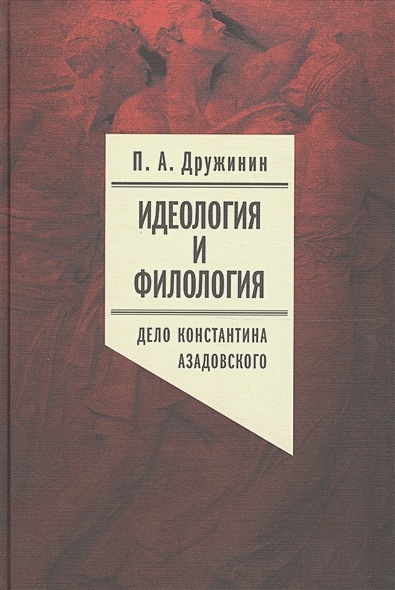 П. А. Дружинин
ИДЕОЛОГИЯ
И
ФИЛОЛОГИЯ
ДЕЛО КОНСТАНТИНА
АЗАДОВСКОГО